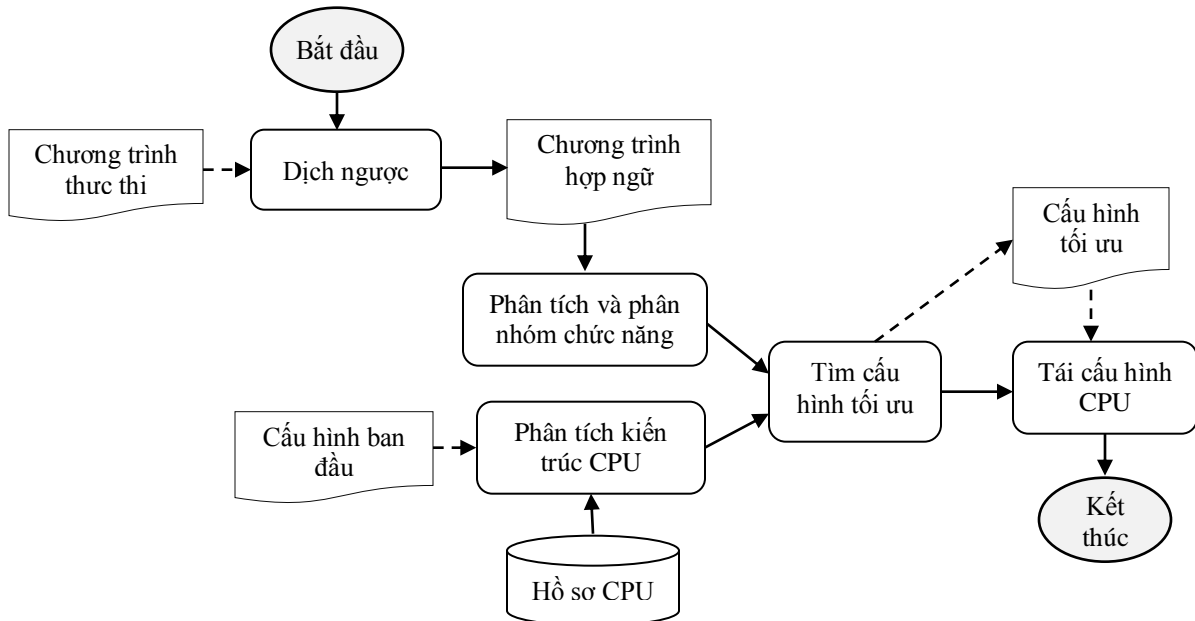 Bắt đầu
Chương trình
thưc thi
Dịch ngược
Chương trình
hợp ngữ
Cấu hình
tối ưu
Phân tích và phân
nhóm chức năng
Tìm cấu
hình tối ưu
Tái cấu hình
CPU
Cấu hình ban
đầu
Phân tích kiến
trúc CPU
Kết
thúc
Hồ sơ CPU